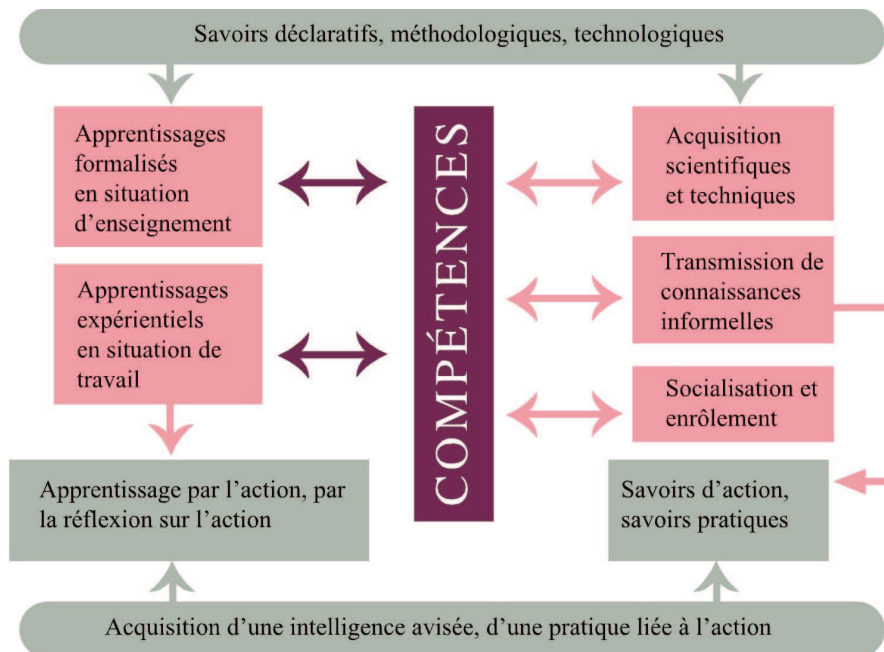 Savoirs déclaratifs, méthodologiques, technologiques
Apprentissages
formalisés
en situation
d’enseignement
Apprentissages
expérientiels
en situation de
travail
Apprentissage par l’action, par
la réflexion sur l’action
COMPÉTENCES
Acquisition
scientifiques
et techniques
Transmission de
connaissances
informelles
Socialisation et
enrôlement
Savoirs d’action,
savoirs pratiques
Acquisition d’une intelligence avisée, d’une pratique liée à l’action